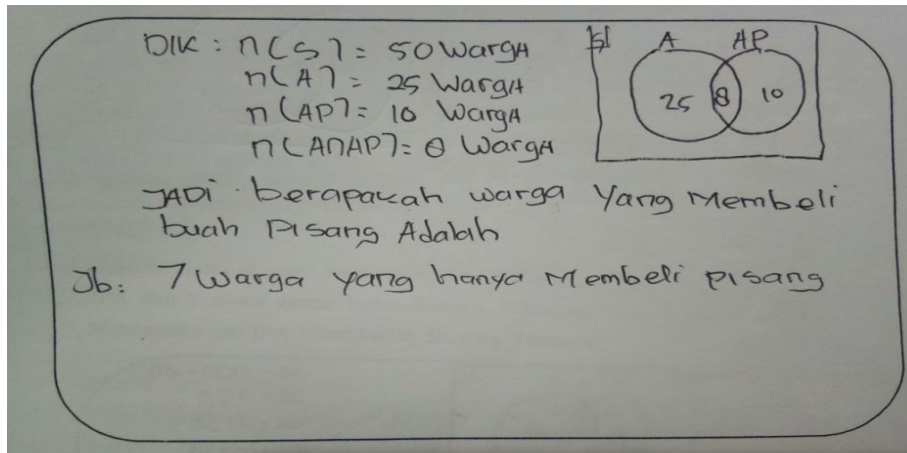 DIK : n(S) = 50 Warga
n(A) = 25 Warga
n(AP) = 10 Warga
n(A∩AP) = 8 Warga
S A AP
25 8 10
JADi berapakah warga Yang Membeli
buah Pisang Adalah
Jb: 7 Warga yang hanya Membeli pisang